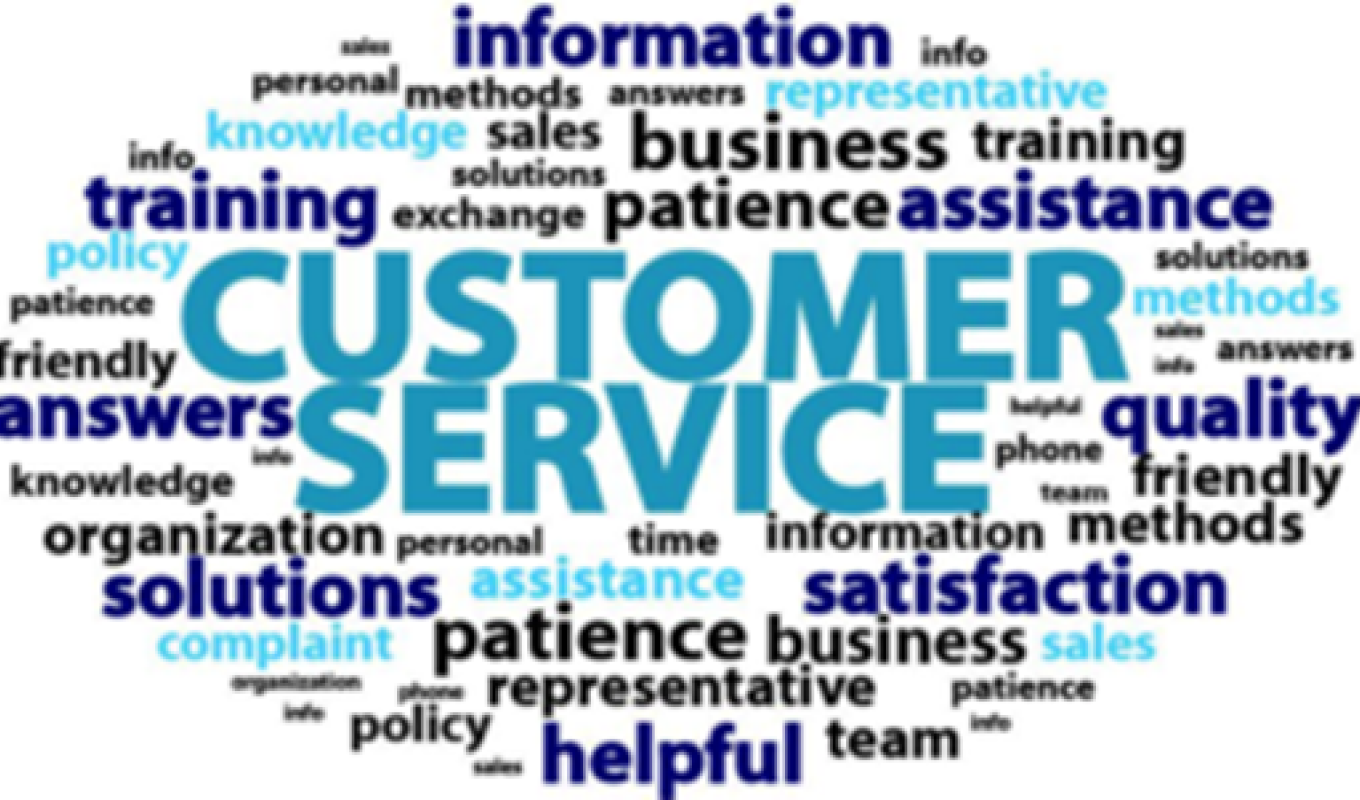 information
sales info
personal methods answers representative
knowledge sales business training
info solutions
training exchange patience assistance
policy CUSTOMER solutions
patience methods
sales
friendly answers
info
answers SERVICE helpful quality
info phone
knowledge friendly
team
organization personal time information methods
solutions assistance satisfaction
complaint patience business sales
organization phone representative patience
info policy team info
sales helpful